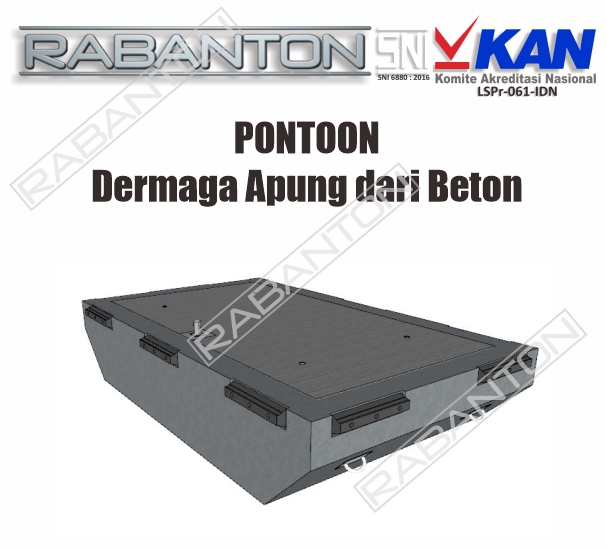 RABANTON
SNI
SNI 6880 : 2016
KAN
Komite Akreditasi Nasional
LSPr-061-IDN
PONTOON
Dermaga Apung dari Beton
RABANTON
RABANTON
RABANTON
RABANTON